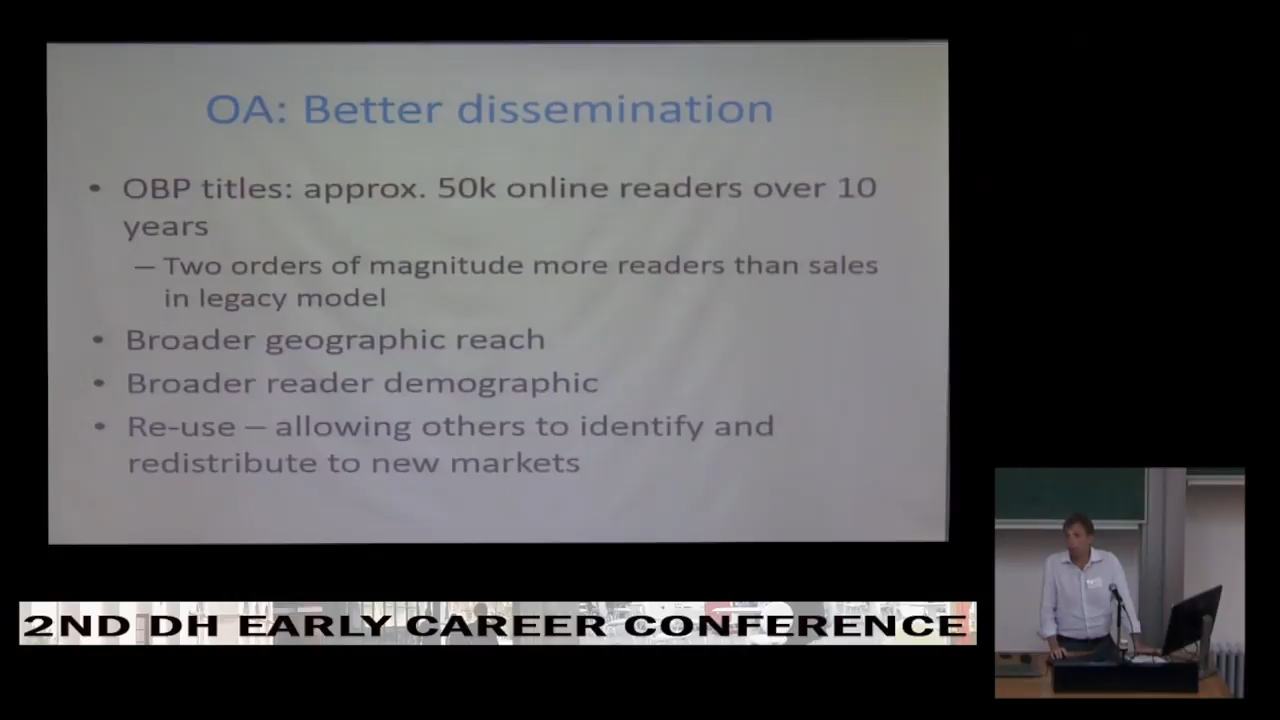 OA: Better dissemination
• OBP titles: approx. 50k online readers over 10
years
– Two orders of magnitude more readers than sales
in legacy model
• Broader geographic reach
• Broader reader demographic
• Re-use – allowing others to identify and
redistribute to new markets
2ND DH EARLY CAREER CONFERENCE